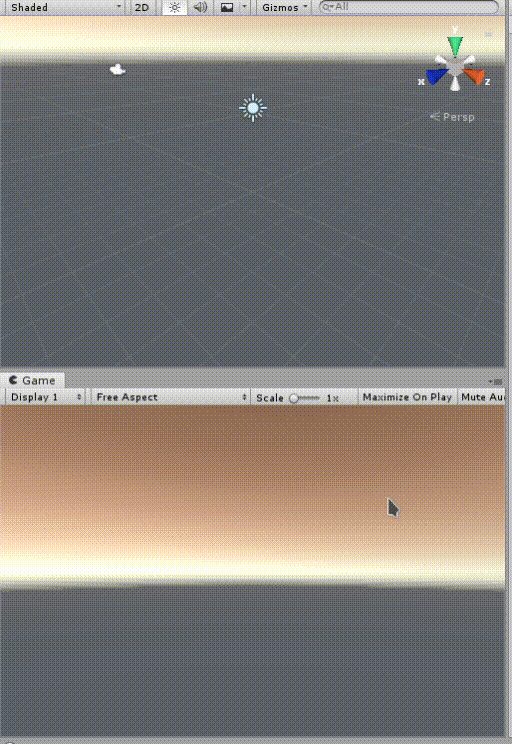 Shaded 2D Gizmos All
y
x z
Persp
Game
Display 1 Free Aspect Scale 1x Maximize On Play Mute Au